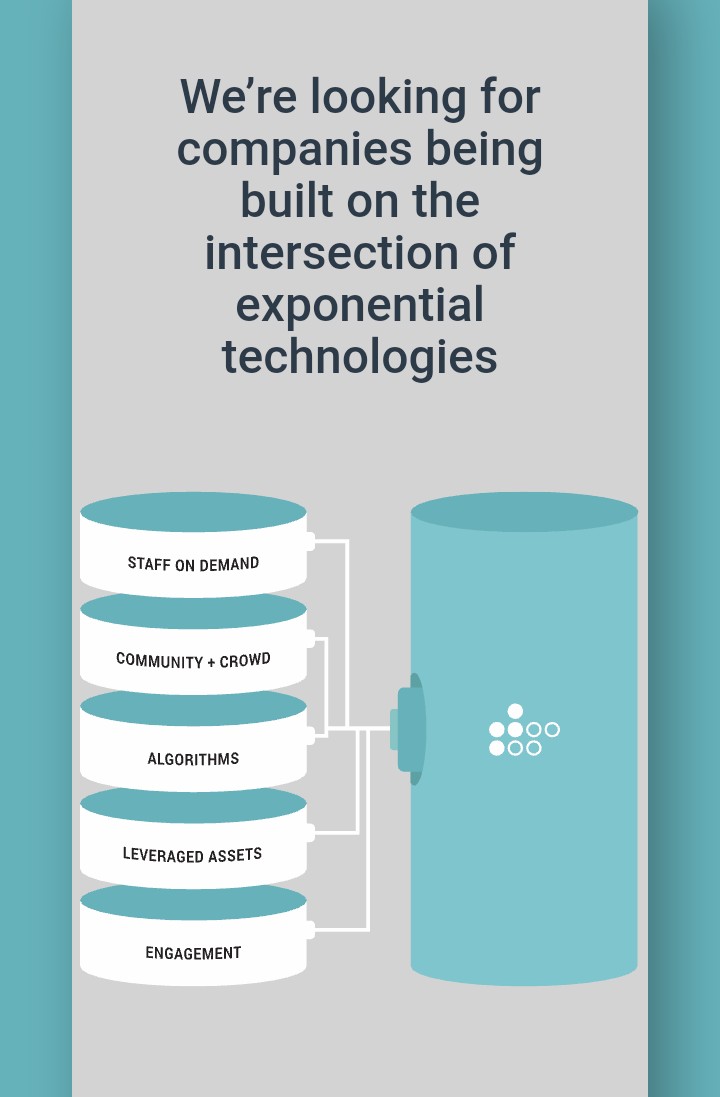 We’re looking for
companies being
built on the
intersection of
exponential
technologies
STAFF ON DEMAND
COMMUNITY + CROWD
ALGORITHMS
LEVERAGED ASSETS
ENGAGEMENT